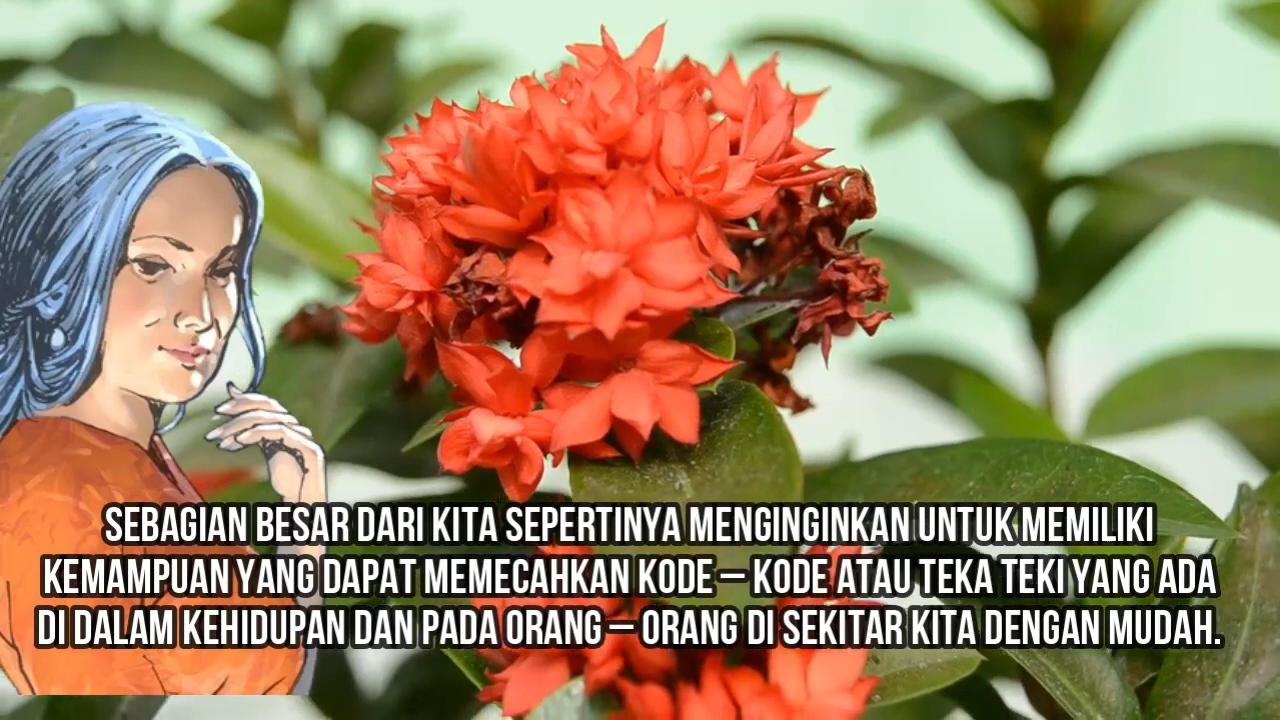 SEBAGIAN BESAR DARI KITA SEPERTINYA MENGINGINKAN UNTUK MEMILIKI
KEMAMPUAN YANG DAPAT MEMECAHKAN KODE – KODE ATAU TEKA TEKI YANG ADA
DI DALAM KEHIDUPAN DAN PADA ORANG – ORANG DI SEKITAR KITA DENGAN MUDAH.